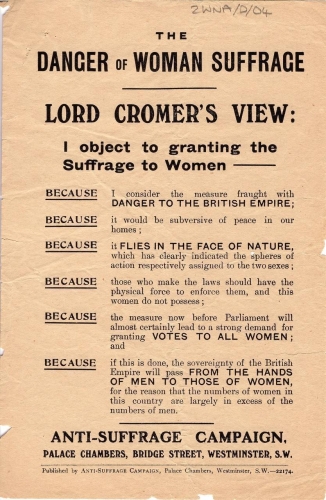 2WNA/D/04
THE
DANGER OF WOMAN SUFFRAGE
LORD CROMER'S VIEW:
I object to granting the
Suffrage to Women —
BECAUSE I consider the measure fraught with
DANGER TO THE BRITISH EMPIRE;
BECAUSE it would be subversive of peace in our
homes;
BECAUSE it FLIES IN THE FACE OF NATURE,
which has clearly indicated the spheres of
action respectively assigned to the two sexes;
BECAUSE those who make the laws should have the
physical force to enforce them, and this
women do not possess;
BECAUSE the measure now before Parliament will
almost certainly lead to a strong demand for
granting VOTES TO ALL WOMEN;
and
BECAUSE if this is done, the sovereignty of the British
Empire will pass FROM THE HANDS
OF MEN TO THOSE OF WOMEN,
for the reason that the numbers of women in
this country are largely in excess of the
numbers of men.
ANTI-SUFFRAGE CAMPAIGN,
PALACE CHAMBERS, BRIDGE STREET, WESTMINSTER, S.W.
Published by ANTI-SUFFRAGE CAMPAIGN, Palace Chambers, Westminster, S.W.—22174.